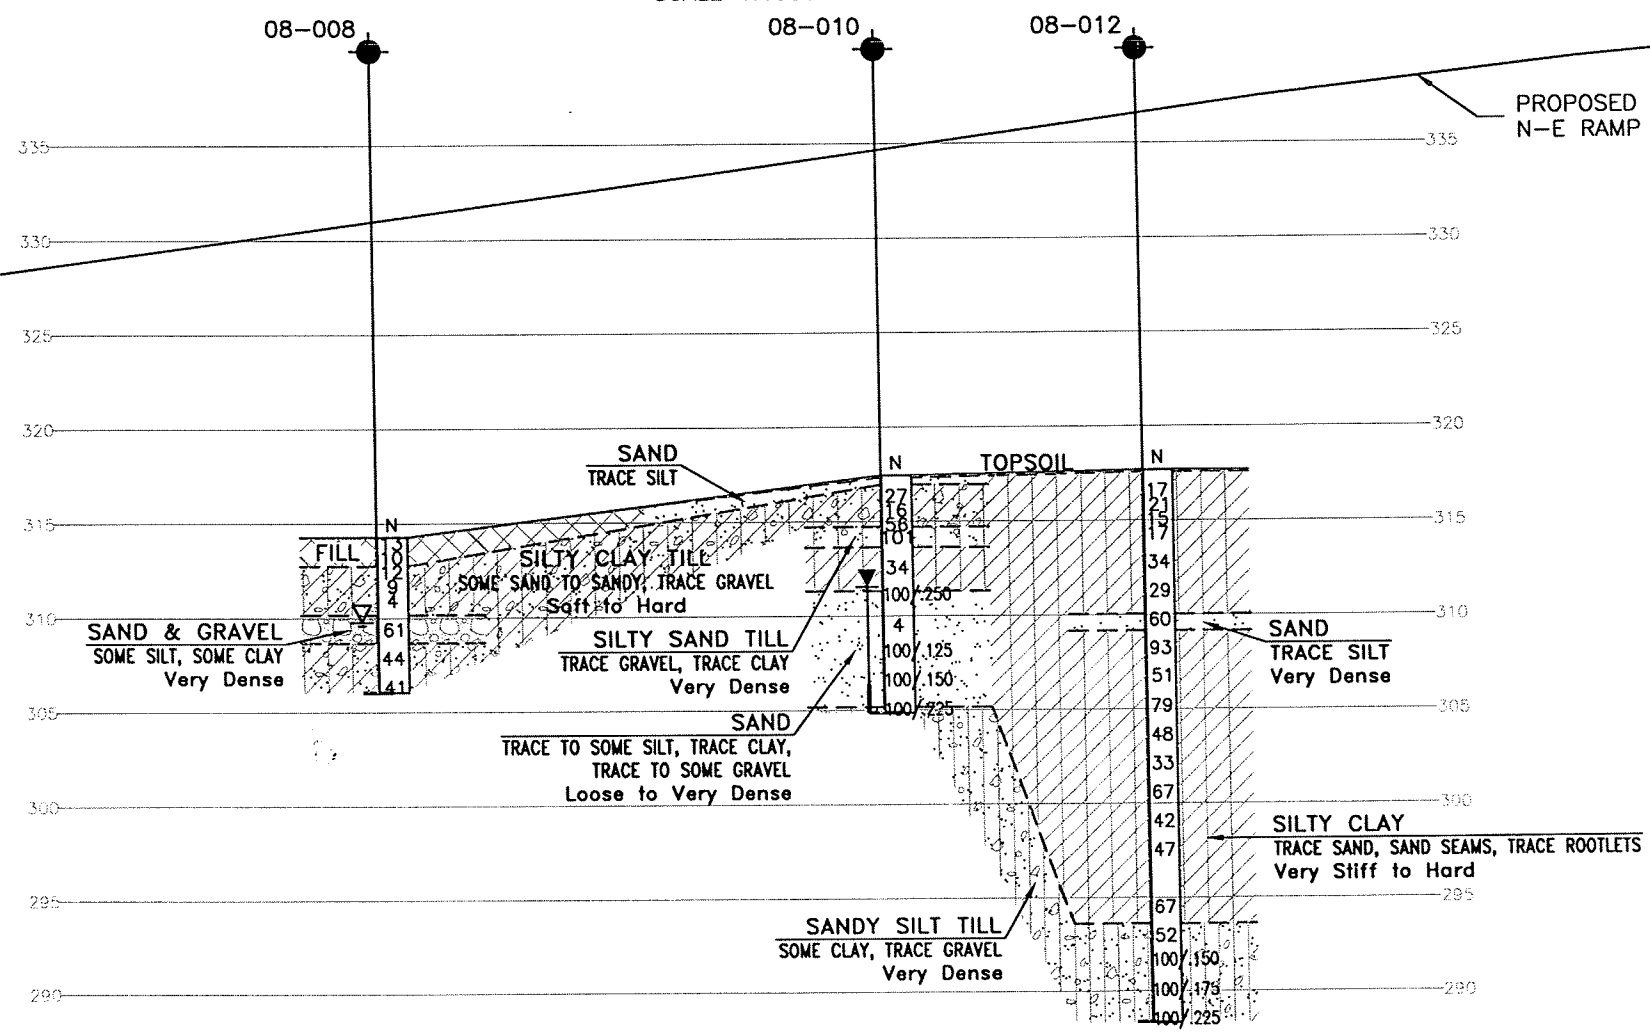 08-008
08-010
08-012
PROPOSED
N-E RAMP
335
335
330
330
325
325
320
320
SAND
TRACE SILT
N
TOPSOIL
N
27
16
56
101
34
100/.250
4
100/.125
100/.150
100/.225
17
21
15
17
34
29
60
93
51
79
48
33
67
42
47
67
52
100/.150
100/.175
100/.225
315
315
N
FILL
13
10
12
9
4
61
44
41
SILTY CLAY TILL
SOME SAND TO SANDY, TRACE GRAVEL
Soft to Hard
310
310
SAND & GRAVEL
SOME SILT, SOME CLAY
Very Dense
SILTY SAND TILL
TRACE GRAVEL, TRACE CLAY
Very Dense
SAND
TRACE SILT
Very Dense
305
305
SAND
TRACE TO SOME SILT, TRACE CLAY,
TRACE TO SOME GRAVEL
Loose to Very Dense
300
300
SILTY CLAY
TRACE SAND, SAND SEAMS, TRACE ROOTLETS
Very Stiff to Hard
295
295
SANDY SILT TILL
SOME CLAY, TRACE GRAVEL
Very Dense
290
290